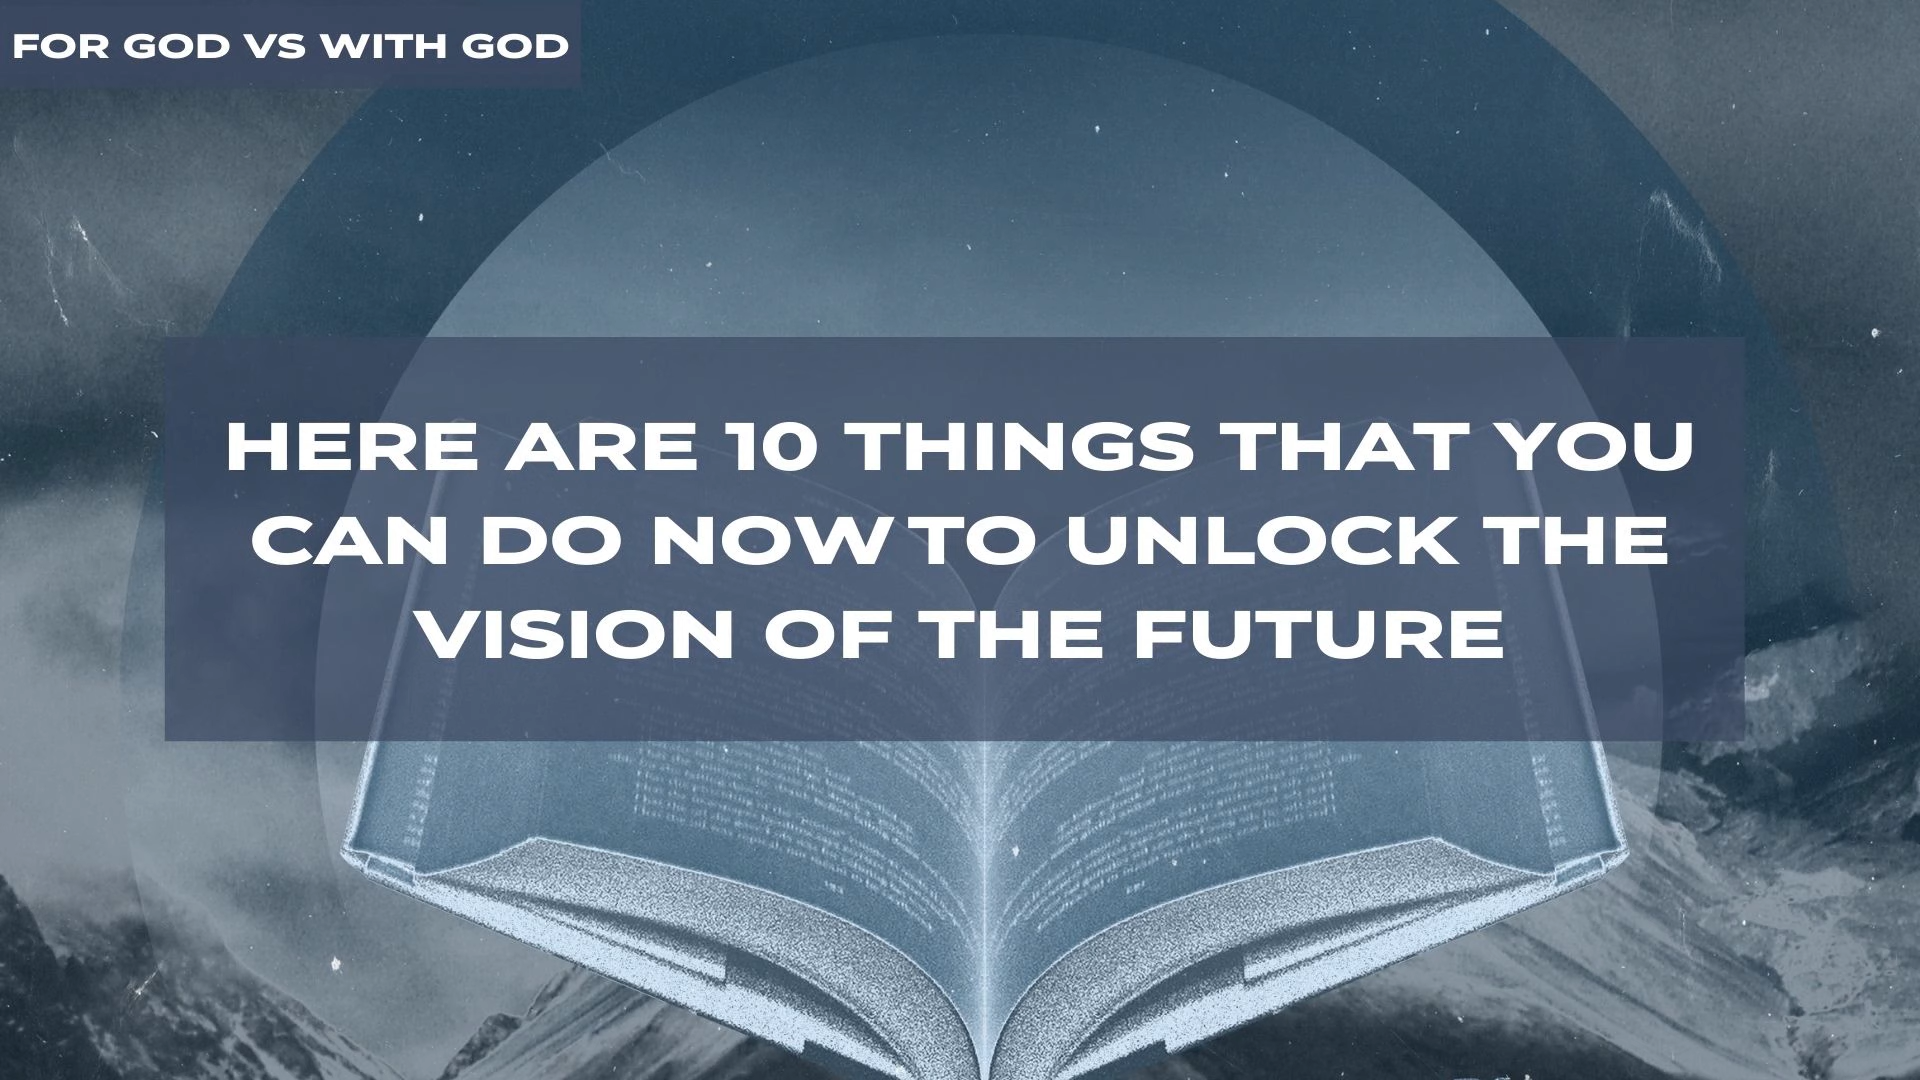 FOR GOD VS WITH GOD
HERE ARE 10 THINGS THAT YOU
CAN DO NOW TO UNLOCK THE
VISION OF THE FUTURE